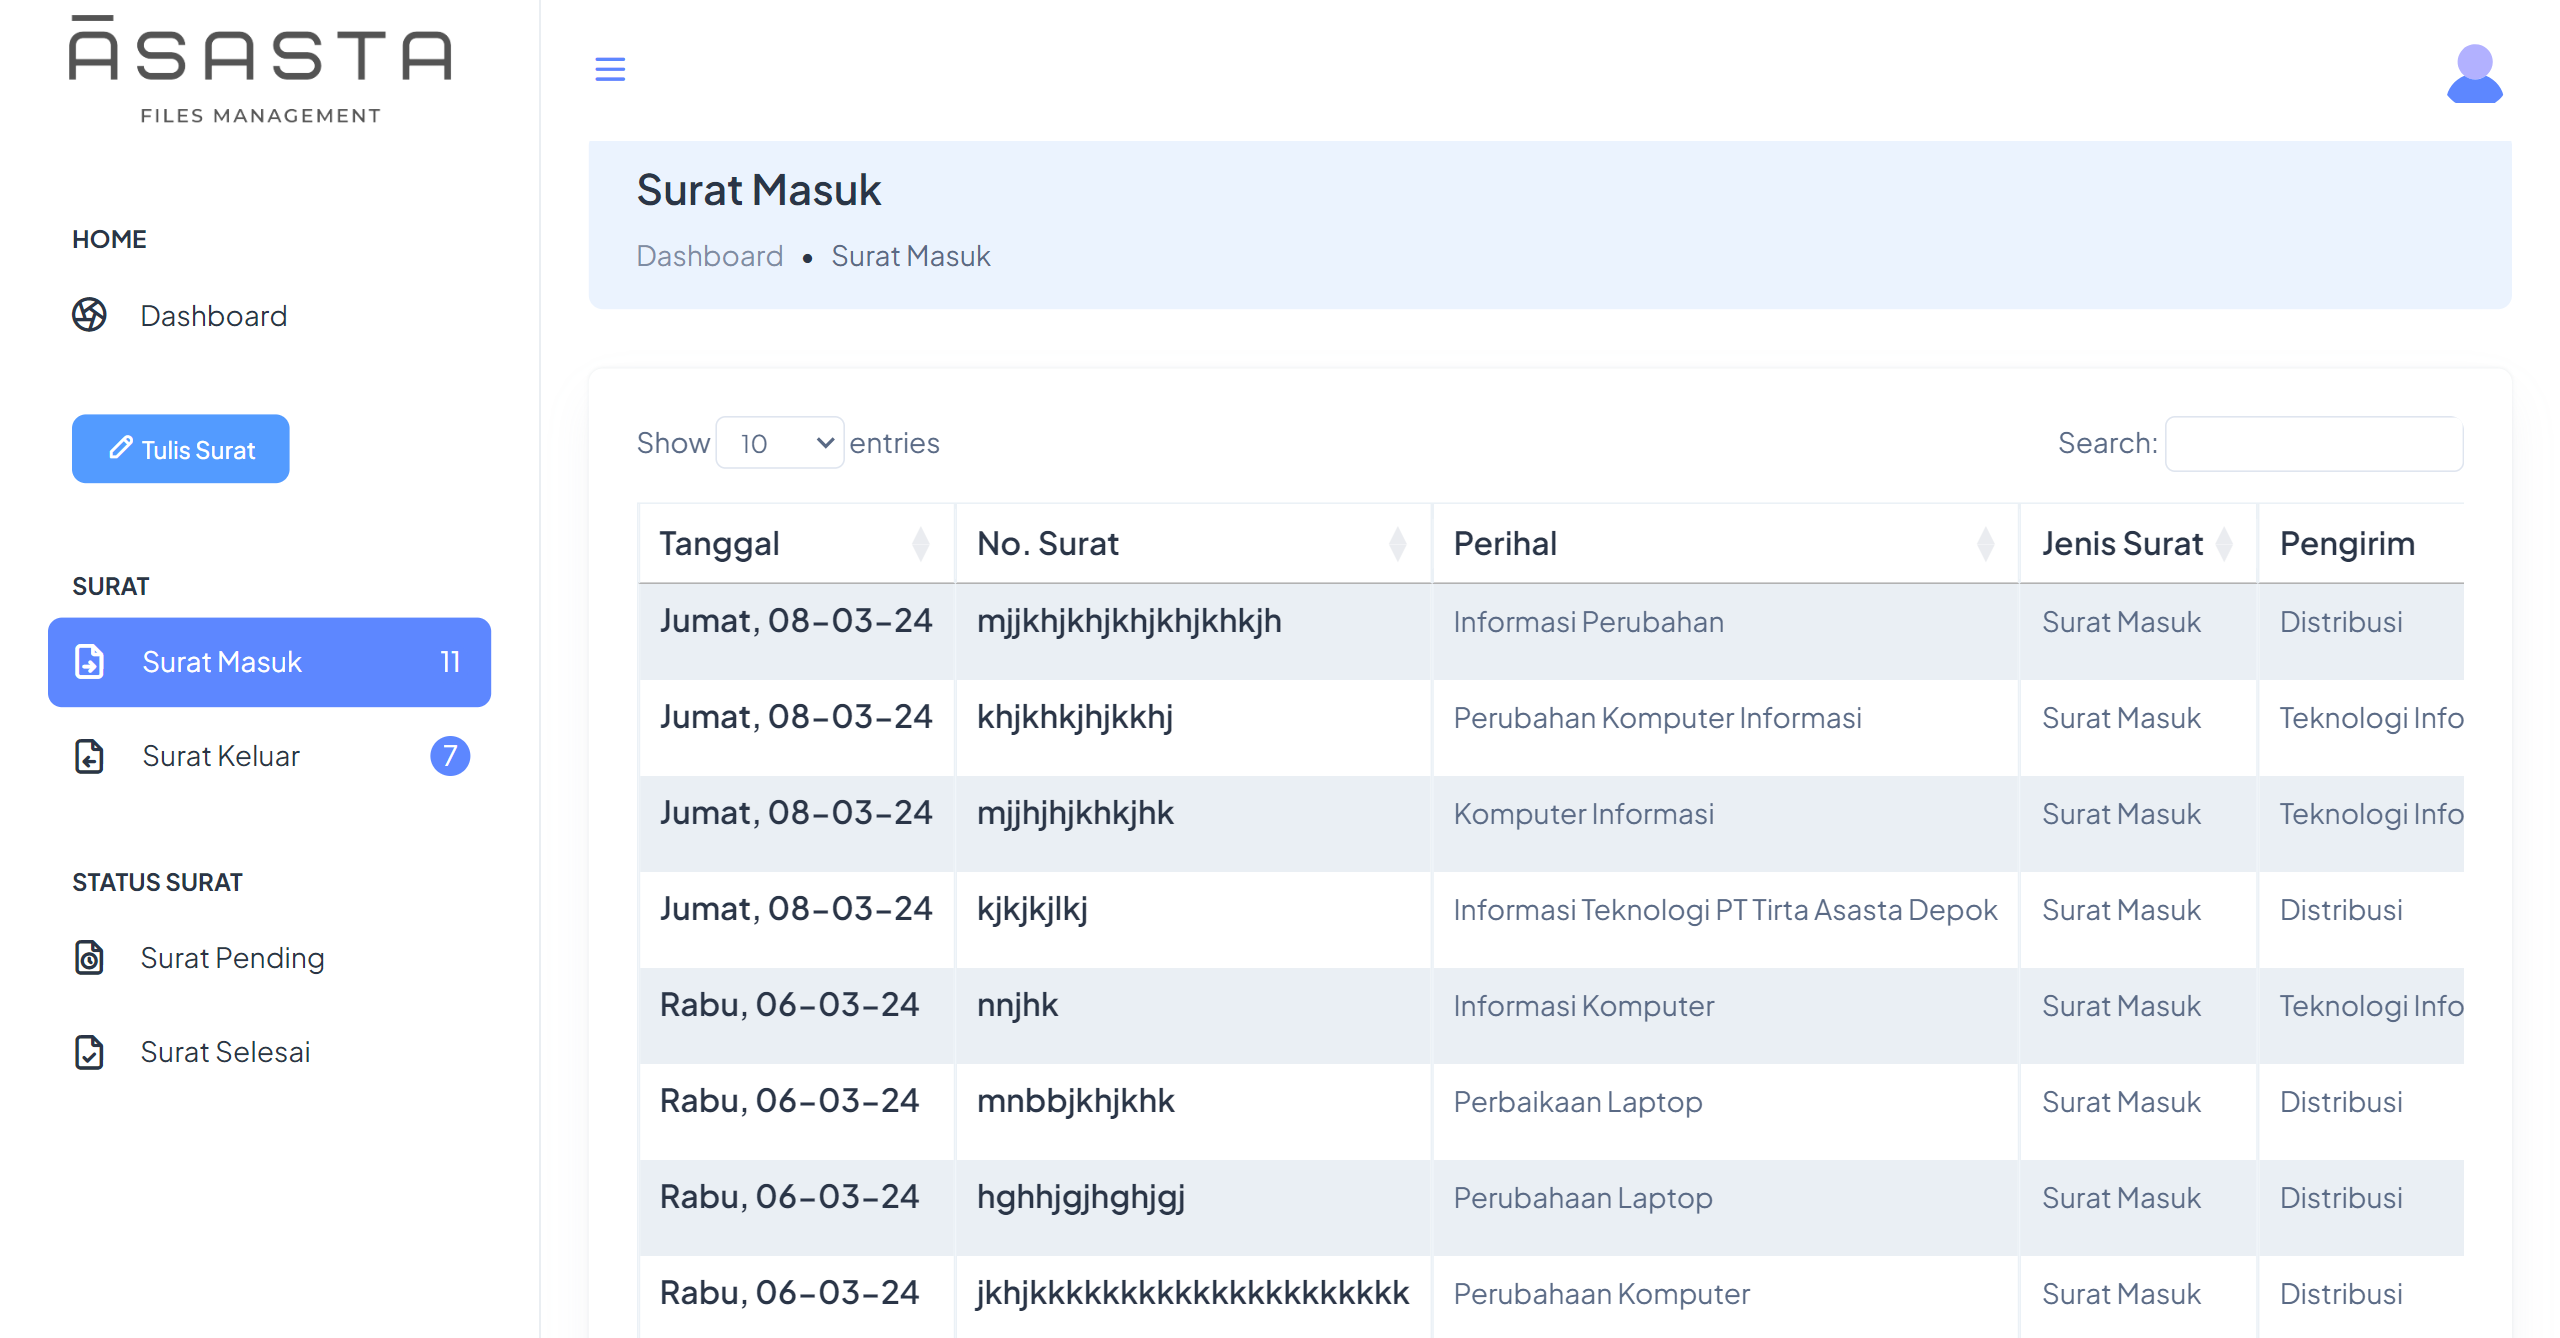 ĀSASTA
FILES MANAGEMENT
HOME
Dashboard
Tulis Surat
SURAT
Surat Masuk 11
Surat Keluar 7
STATUS SURAT
Surat Pending
Surat Selesai
Surat Masuk
Dashboard • Surat Masuk
Show 10 entries Search:
Tanggal No. Surat Perihal Jenis Surat Pengirim
Jumat, 08-03-24 mjjkhjkhjkhjkhjkhkjh Informasi Perubahan Surat Masuk Distribusi
Jumat, 08-03-24 khjkhkjhjkkhj Perubahan Komputer Informasi Surat Masuk Teknologi Info
Jumat, 08-03-24 mjjhjhjkhkjhk Komputer Informasi Surat Masuk Teknologi Info
Jumat, 08-03-24 kjkjkjlkj Informasi Teknologi PT Tirta Asasta Depok Surat Masuk Distribusi
Rabu, 06-03-24 nnjhk Informasi Komputer Surat Masuk Teknologi Info
Rabu, 06-03-24 mnbbjkhjkhk Perbaikaan Laptop Surat Masuk Distribusi
Rabu, 06-03-24 hghhjgjhghjgj Perubahaan Laptop Surat Masuk Distribusi
Rabu, 06-03-24 jkhjkkkkkkkkkkkkkkkkkkkkk Perubahaan Komputer Surat Masuk Distribusi